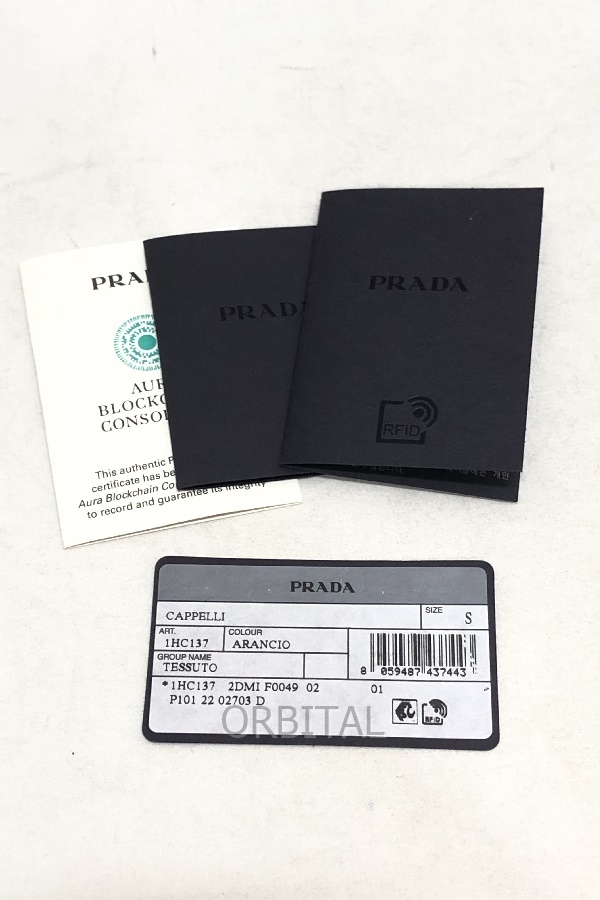 PRADA
RFID
PRADA
PRA
AUR
BLOCKC
CONSO
This authentic P
certificate has be
Aura Blockchain Co
to record and guarantee its integrity
PRADA
CAPPELLI
SIZE
S
ART.
1HC137
COLOUR
ARANCIO
GROUP NAME
TESSUTO
8 059487 437443
*1HC137 2DMI F0049 02 01
P101 22 02703 D
RFID
ORBITAL